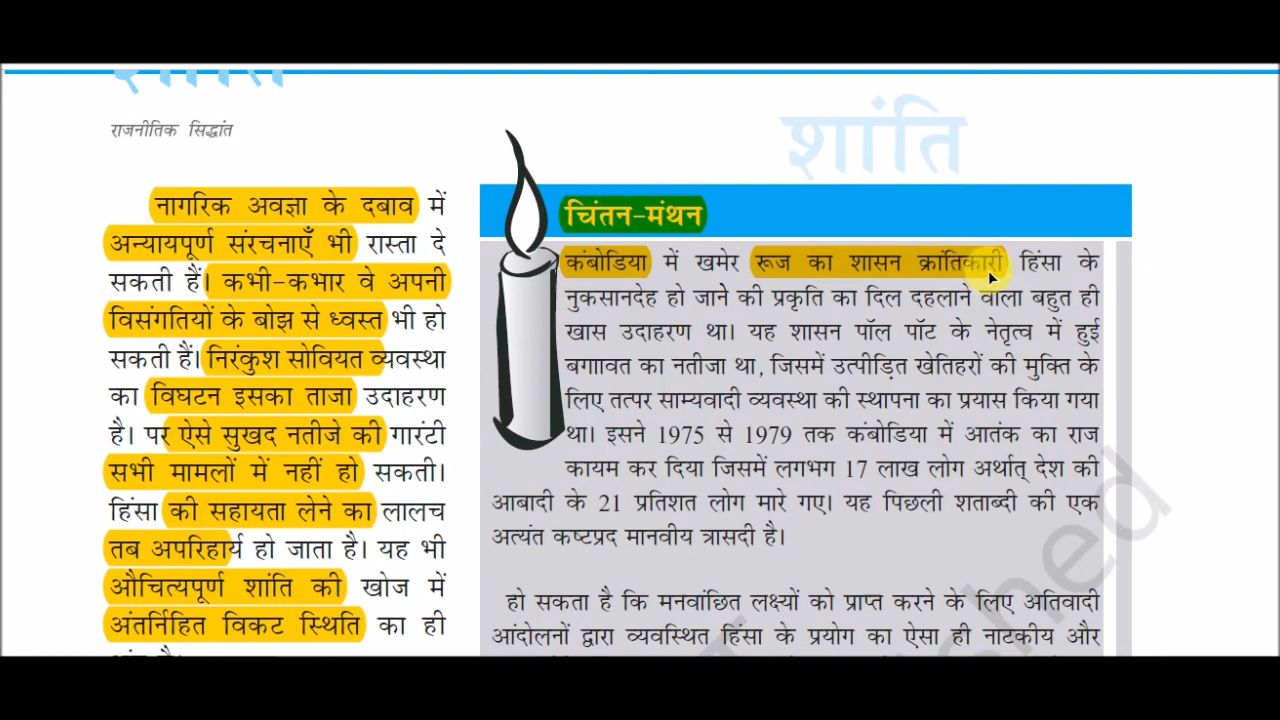 शांति
राजनीतिक सिद्धांत
नागरिक अवज्ञा के दबाव में
अन्यायपूर्ण संरचनाएँ भी रास्ता दे
सकती हैं। कभी-कभार वे अपनी
विसंगतियों के बोझ से ध्वस्त भी हो
सकती हैं। निरंकुश सोवियत व्यवस्था
का विघटन इसका ताजा उदाहरण
है। पर ऐसे सुखद नतीजे की गारंटी
सभी मामलों में नहीं हो सकती।
हिंसा की सहायता लेने का लालच
तब अपरिहार्य हो जाता है। यह भी
औचित्यपूर्ण शांति की खोज में
अंतर्निहित विकट स्थिति का ही
शांति
चिंतन-मंथन
कंबोडिया में खमेर रूज का शासन क्रांतिकारी हिंसा के
नुकसानदेह हो जाने की प्रकृति का दिल दहलाने वाला बहुत ही
खास उदाहरण था। यह शासन पॉल पॉट के नेतृत्व में हुई
बगाावत का नतीजा था, जिसमें उत्पीड़ित खेतिहरों की मुक्ति के
लिए तत्पर साम्यवादी व्यवस्था की स्थापना का प्रयास किया गया
था। इसने 1975 से 1979 तक कंबोडिया में आतंक का राज
कायम कर दिया जिसमें लगभग 17 लाख लोग अर्थात् देश की
आबादी के 21 प्रतिशत लोग मारे गए। यह पिछली शताब्दी की एक
अत्यंत कष्टप्रद मानवीय त्रासदी है।
हो सकता है कि मनवांछित लक्ष्यों को प्राप्त करने के लिए अतिवादी
आंदोलनों द्वारा व्यवस्थित हिंसा के प्रयोग का ऐसा ही नाटकीय और